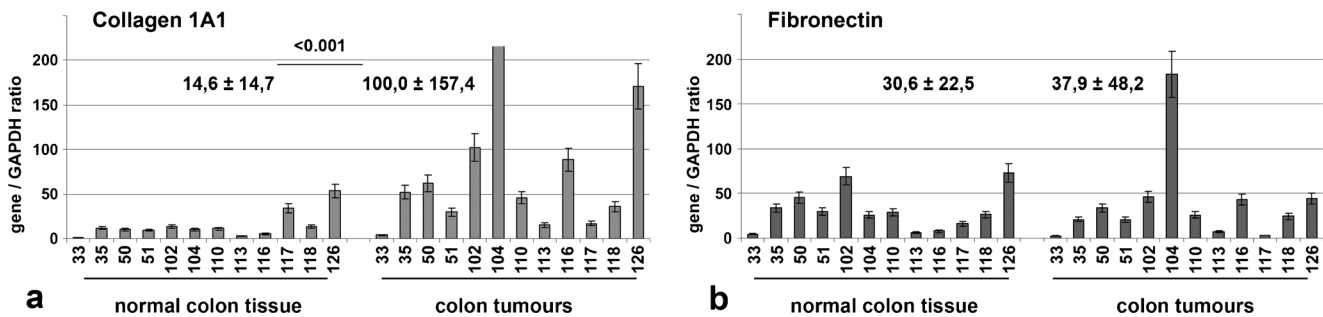 Collagen 1A1
<0.001
14,6 ± 14,7
100,0 ± 157,4
gene / GAPDH ratio
200
150
100
50
0
33 35 50 51 102 104 110 113 116 117 118 126
33 35 50 51 102 104 110 113 116 117 118 126
normal colon tissue
colon tumours
a
Fibronectin
30,6 ± 22,5
37,9 ± 48,2
gene / GAPDH ratio
200
150
100
50
0
33 35 50 51 102 104 110 113 116 117 118 126
33 35 50 51 102 104 110 113 116 117 118 126
normal colon tissue
colon tumours
b